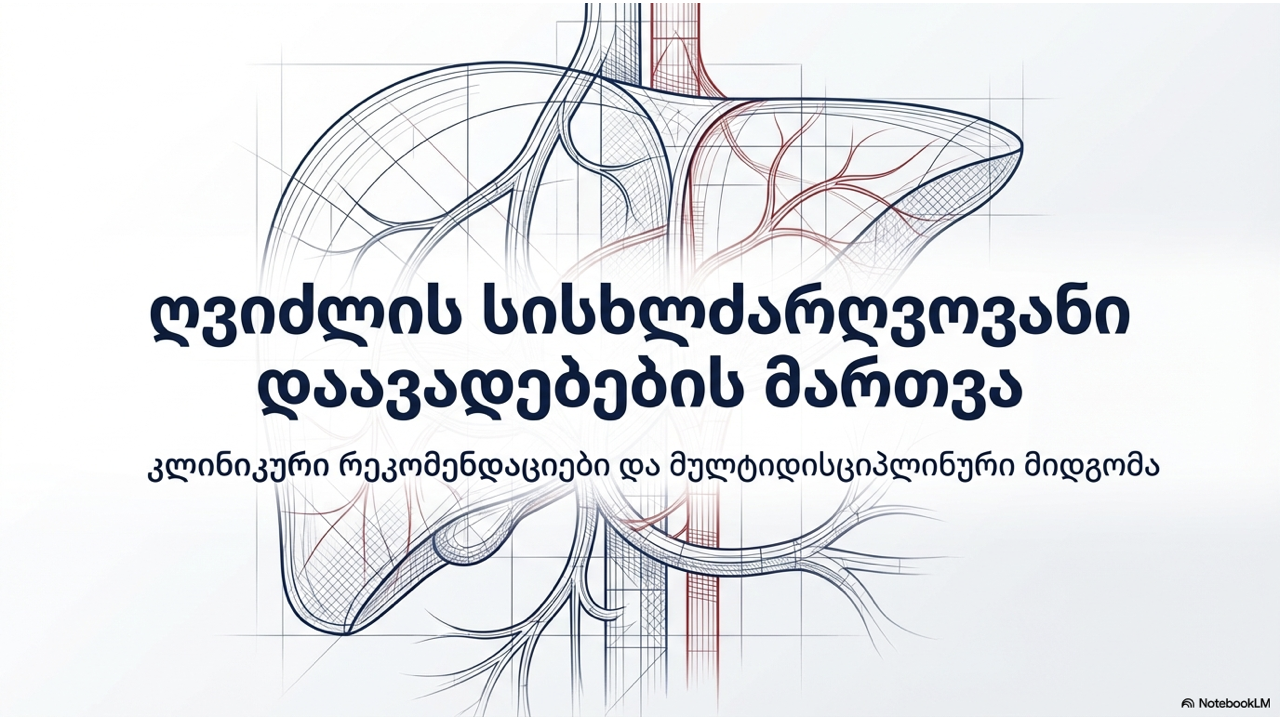 ღვიძლის სისხლძარღვოვანი
დაავადებების მართვა
კლინიკური რეკომენდაციები და მულტიდისციპლინური მიდგომა
NotebookLM